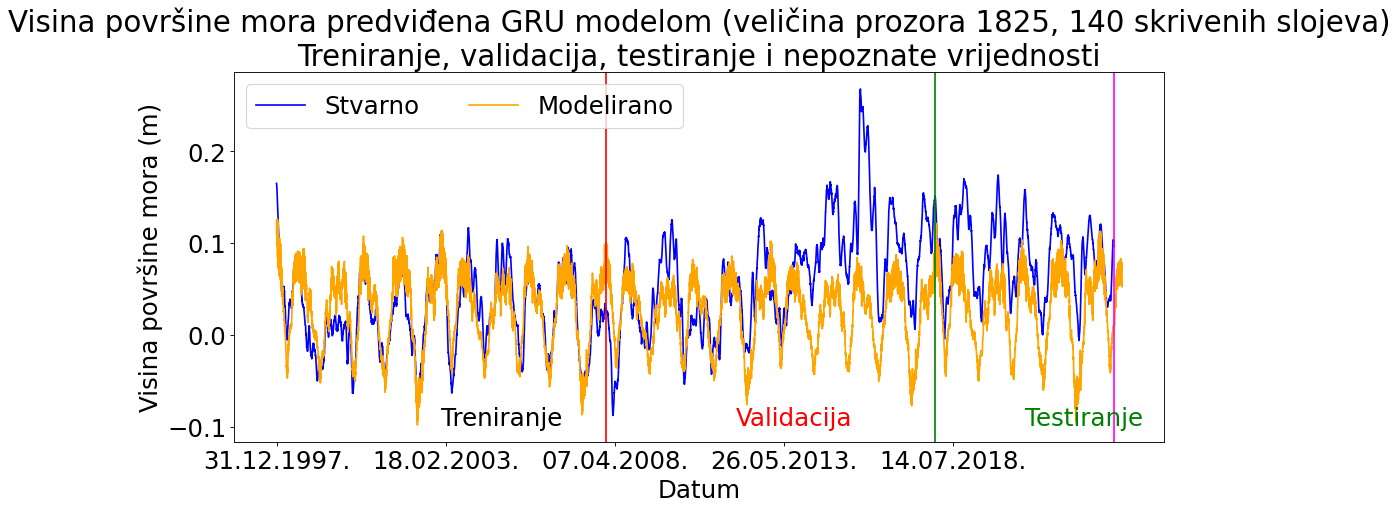 Visina površine mora predviđena GRU modelom (veličina prozora 1825, 140 skrivenih slojeva)
Treniranje, validacija, testiranje i nepoznate vrijednosti
Stvarno Modelirano
Visina površine mora (m)
0.2
0.1
0.0
−0.1
Treniranje Validacija Testiranje
31.12.1997. 18.02.2003. 07.04.2008. 26.05.2013. 14.07.2018.
Datum